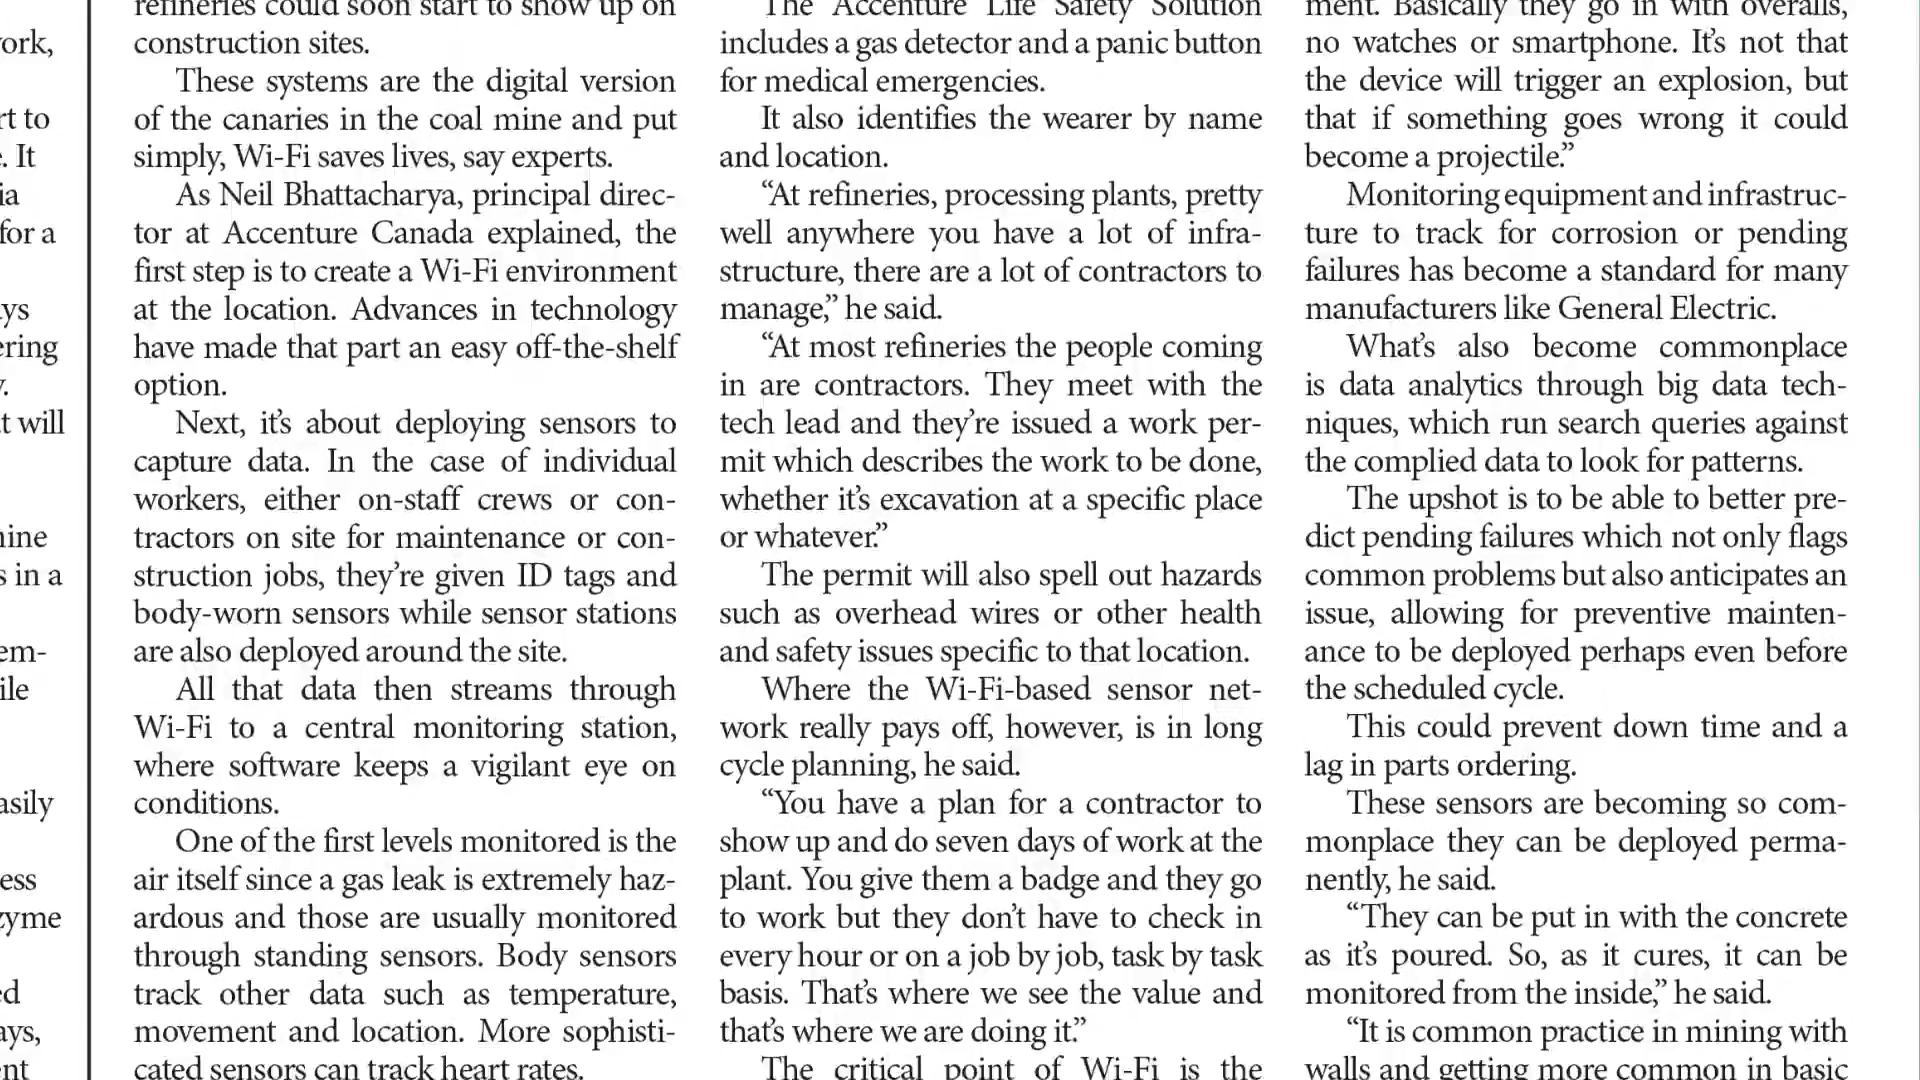 ork,
rt to
. It
ia
for a
ys
ering
y.
t will
nine
s in a
em-
ile
asily
ess
zyme
ed
ays,
ent
refineries could soon start to show up on
construction sites.
These systems are the digital version
of the canaries in the coal mine and put
simply, Wi-Fi saves lives, say experts.
As Neil Bhattacharya, principal direc-
tor at Accenture Canada explained, the
first step is to create a Wi-Fi environment
at the location. Advances in technology
have made that part an easy off-the-shelf
option.
Next, it’s about deploying sensors to
capture data. In the case of individual
workers, either on-staff crews or con-
tractors on site for maintenance or con-
struction jobs, they’re given ID tags and
body-worn sensors while sensor stations
are also deployed around the site.
All that data then streams through
Wi-Fi to a central monitoring station,
where software keeps a vigilant eye on
conditions.
One of the first levels monitored is the
air itself since a gas leak is extremely haz-
ardous and those are usually monitored
through standing sensors. Body sensors
track other data such as temperature,
movement and location. More sophisti-
cated sensors can track heart rates.
The Accenture Life Safety Solution
includes a gas detector and a panic button
for medical emergencies.
It also identifies the wearer by name
and location.
“At refineries, processing plants, pretty
well anywhere you have a lot of infra-
structure, there are a lot of contractors to
manage,” he said.
“At most refineries the people coming
in are contractors. They meet with the
tech lead and they’re issued a work per-
mit which describes the work to be done,
whether it’s excavation at a specific place
or whatever.”
The permit will also spell out hazards
such as overhead wires or other health
and safety issues specific to that location.
Where the Wi-Fi-based sensor net-
work really pays off, however, is in long
cycle planning, he said.
“You have a plan for a contractor to
show up and do seven days of work at the
plant. You give them a badge and they go
to work but they don’t have to check in
every hour or on a job by job, task by task
basis. That’s where we see the value and
that’s where we are doing it.”
The critical point of Wi-Fi is the
ment. Basically they go in with overalls,
no watches or smartphone. It’s not that
the device will trigger an explosion, but
that if something goes wrong it could
become a projectile.”
Monitoring equipment and infrastruc-
ture to track for corrosion or pending
failures has become a standard for many
manufacturers like General Electric.
What’s also become commonplace
is data analytics through big data tech-
niques, which run search queries against
the complied data to look for patterns.
The upshot is to be able to better pre-
dict pending failures which not only flags
common problems but also anticipates an
issue, allowing for preventive mainten-
ance to be deployed perhaps even before
the scheduled cycle.
This could prevent down time and a
lag in parts ordering.
These sensors are becoming so com-
monplace they can be deployed perma-
nently, he said.
“They can be put in with the concrete
as it’s poured. So, as it cures, it can be
monitored from the inside,” he said.
“It is common practice in mining with
walls and getting more common in basic